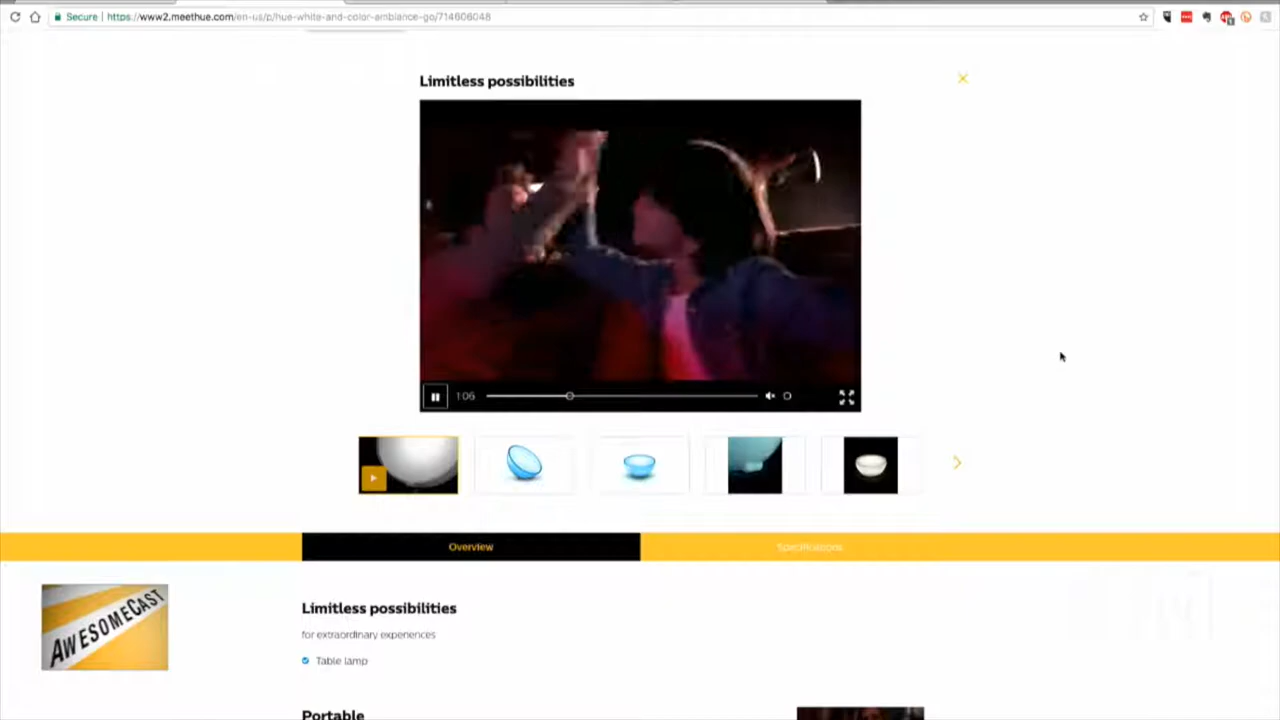 Secure
https://www2.meethue.com/en-us/p/hue-white-and-color-ambiance-go/714606048
Limitless possibilities
1:06
Overview
Specifications
AWESOMECAST
Limitless possibilities
for extraordinary experiences
Table lamp
Portable